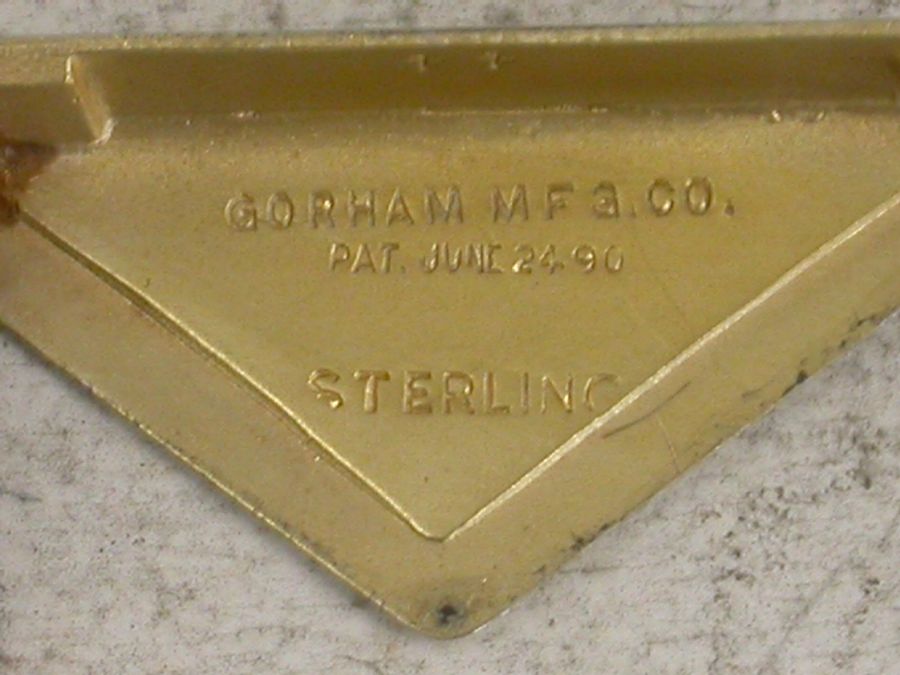 GORHAM MFG.CO.
PAT. JUNE 24 90
STERLING